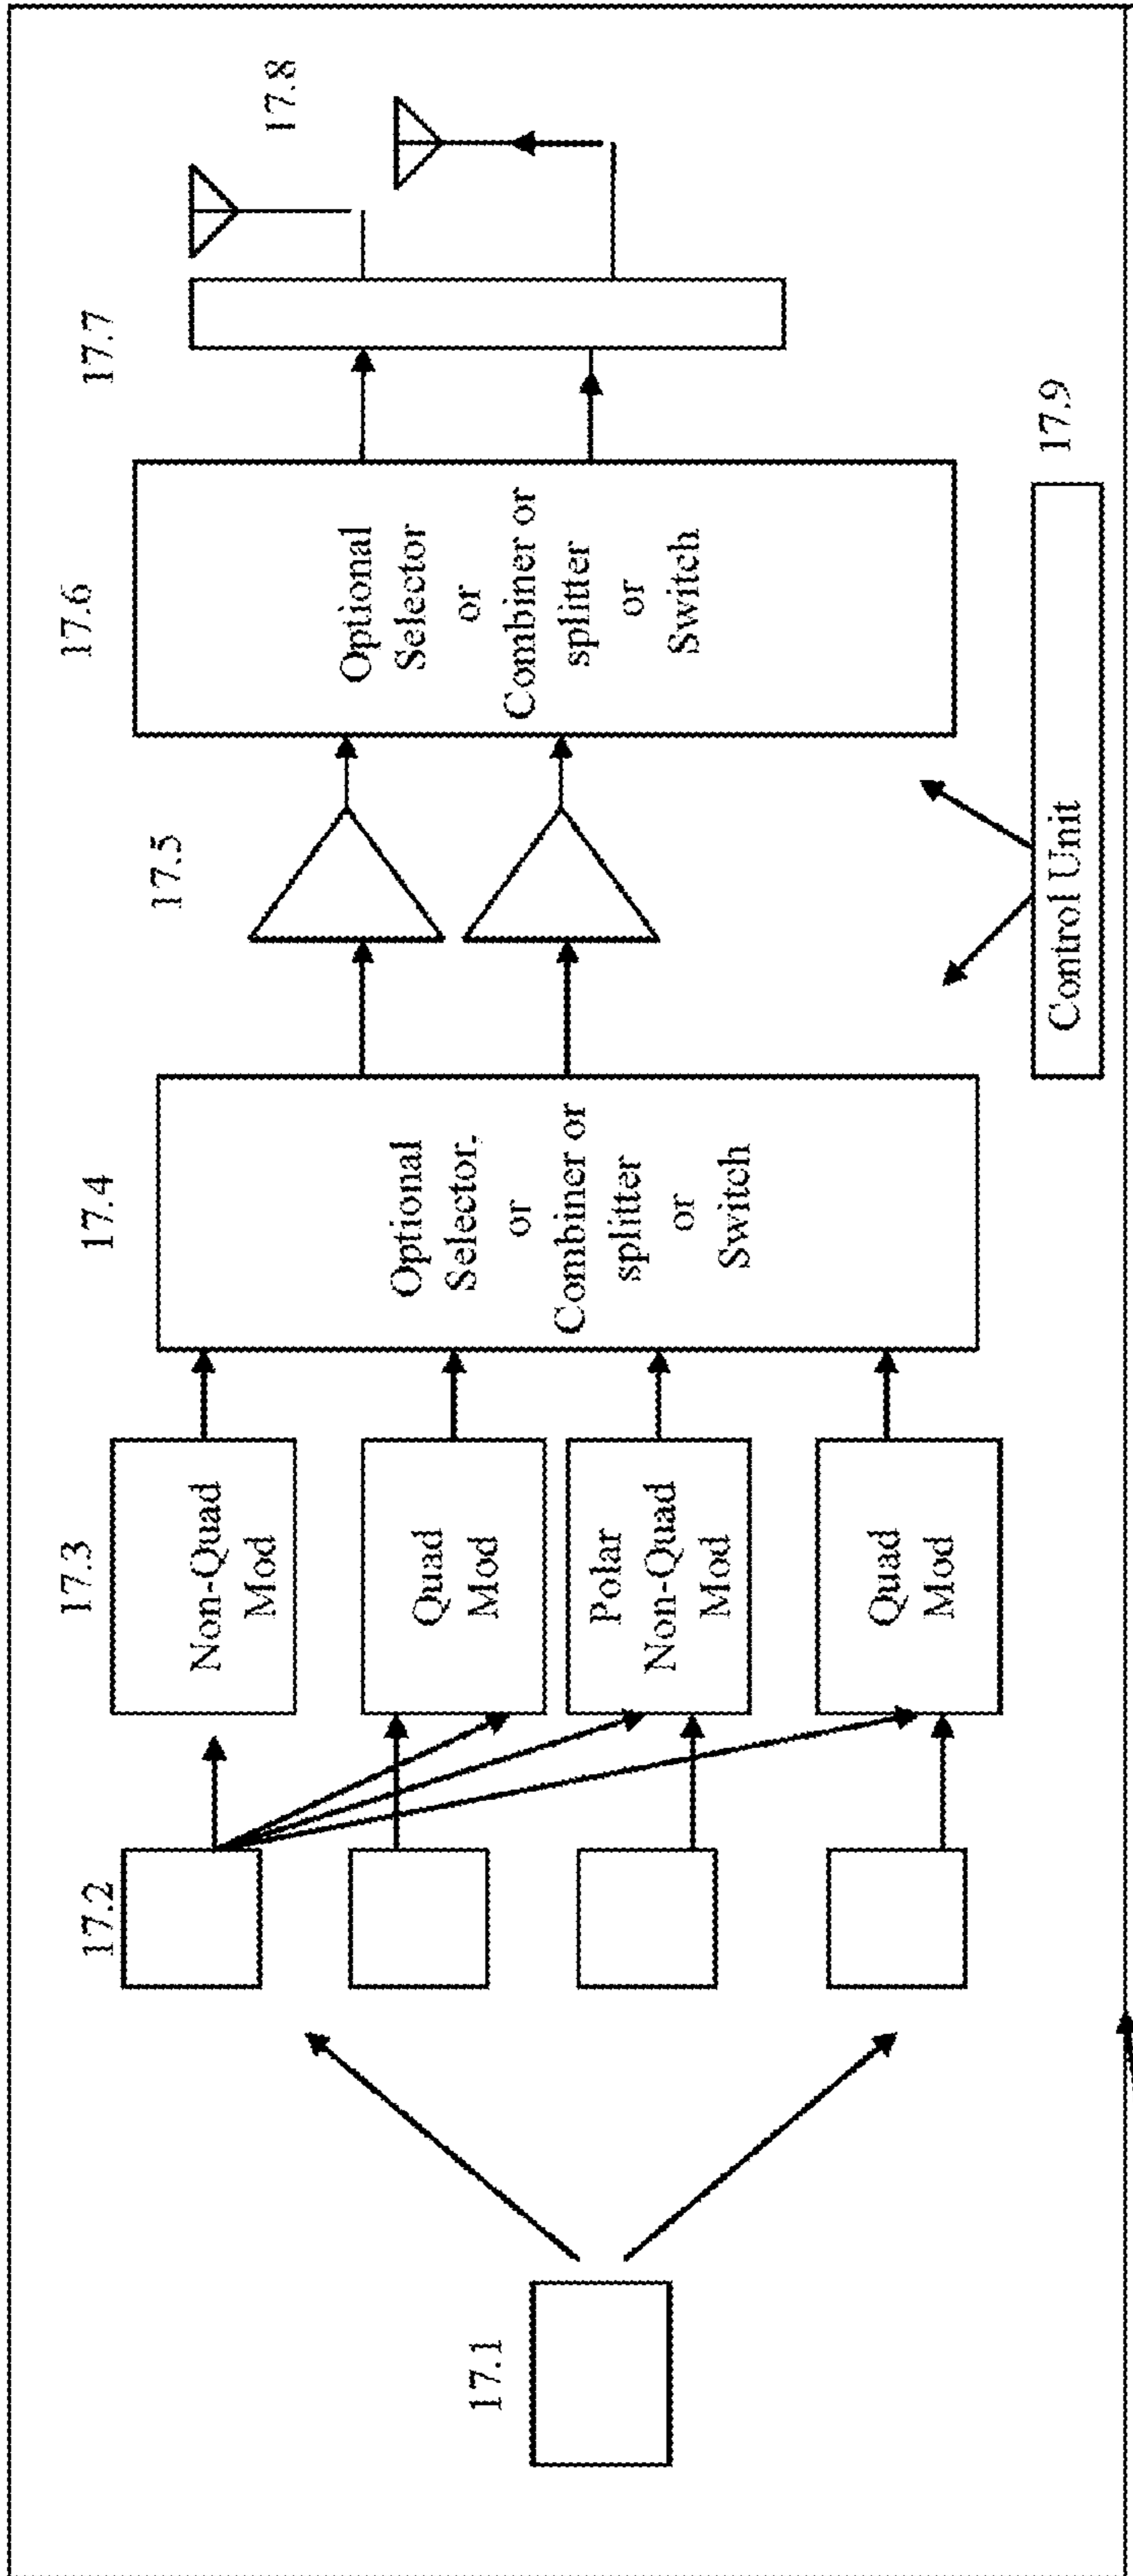 17.1
17.2
17.3
Non-Quad
Mod
Quad
Mod
Polar
Non-Quad
Mod
Quad
Mod
17.4
Optional
Selector,
or
Combiner or
splitter
or
Switch
17.5
17.6
Optional
Selector
or
Combiner or
splitter
or
Switch
17.7
17.8
Control Unit
17.9